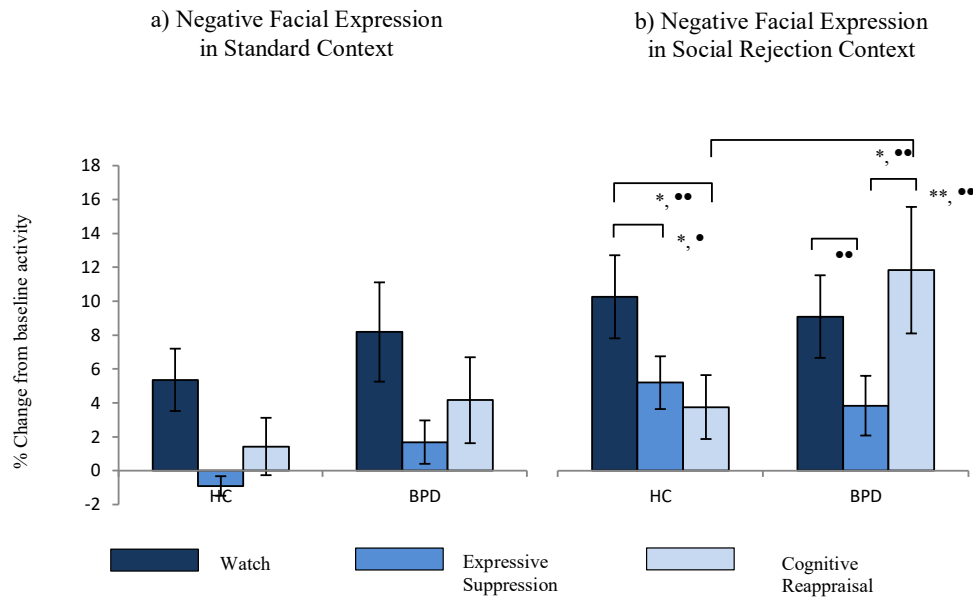 a) Negative Facial Expression
in Standard Context
b) Negative Facial Expression
in Social Rejection Context
% Change from baseline activity
18
16
14
12
10
8
6
4
2
0
-2
HC
BPD
HC
BPD
*, ●●
*, ●
*, ●●
**, ●●
●●
Watch
Expressive
Suppression
Cognitive
Reappraisal